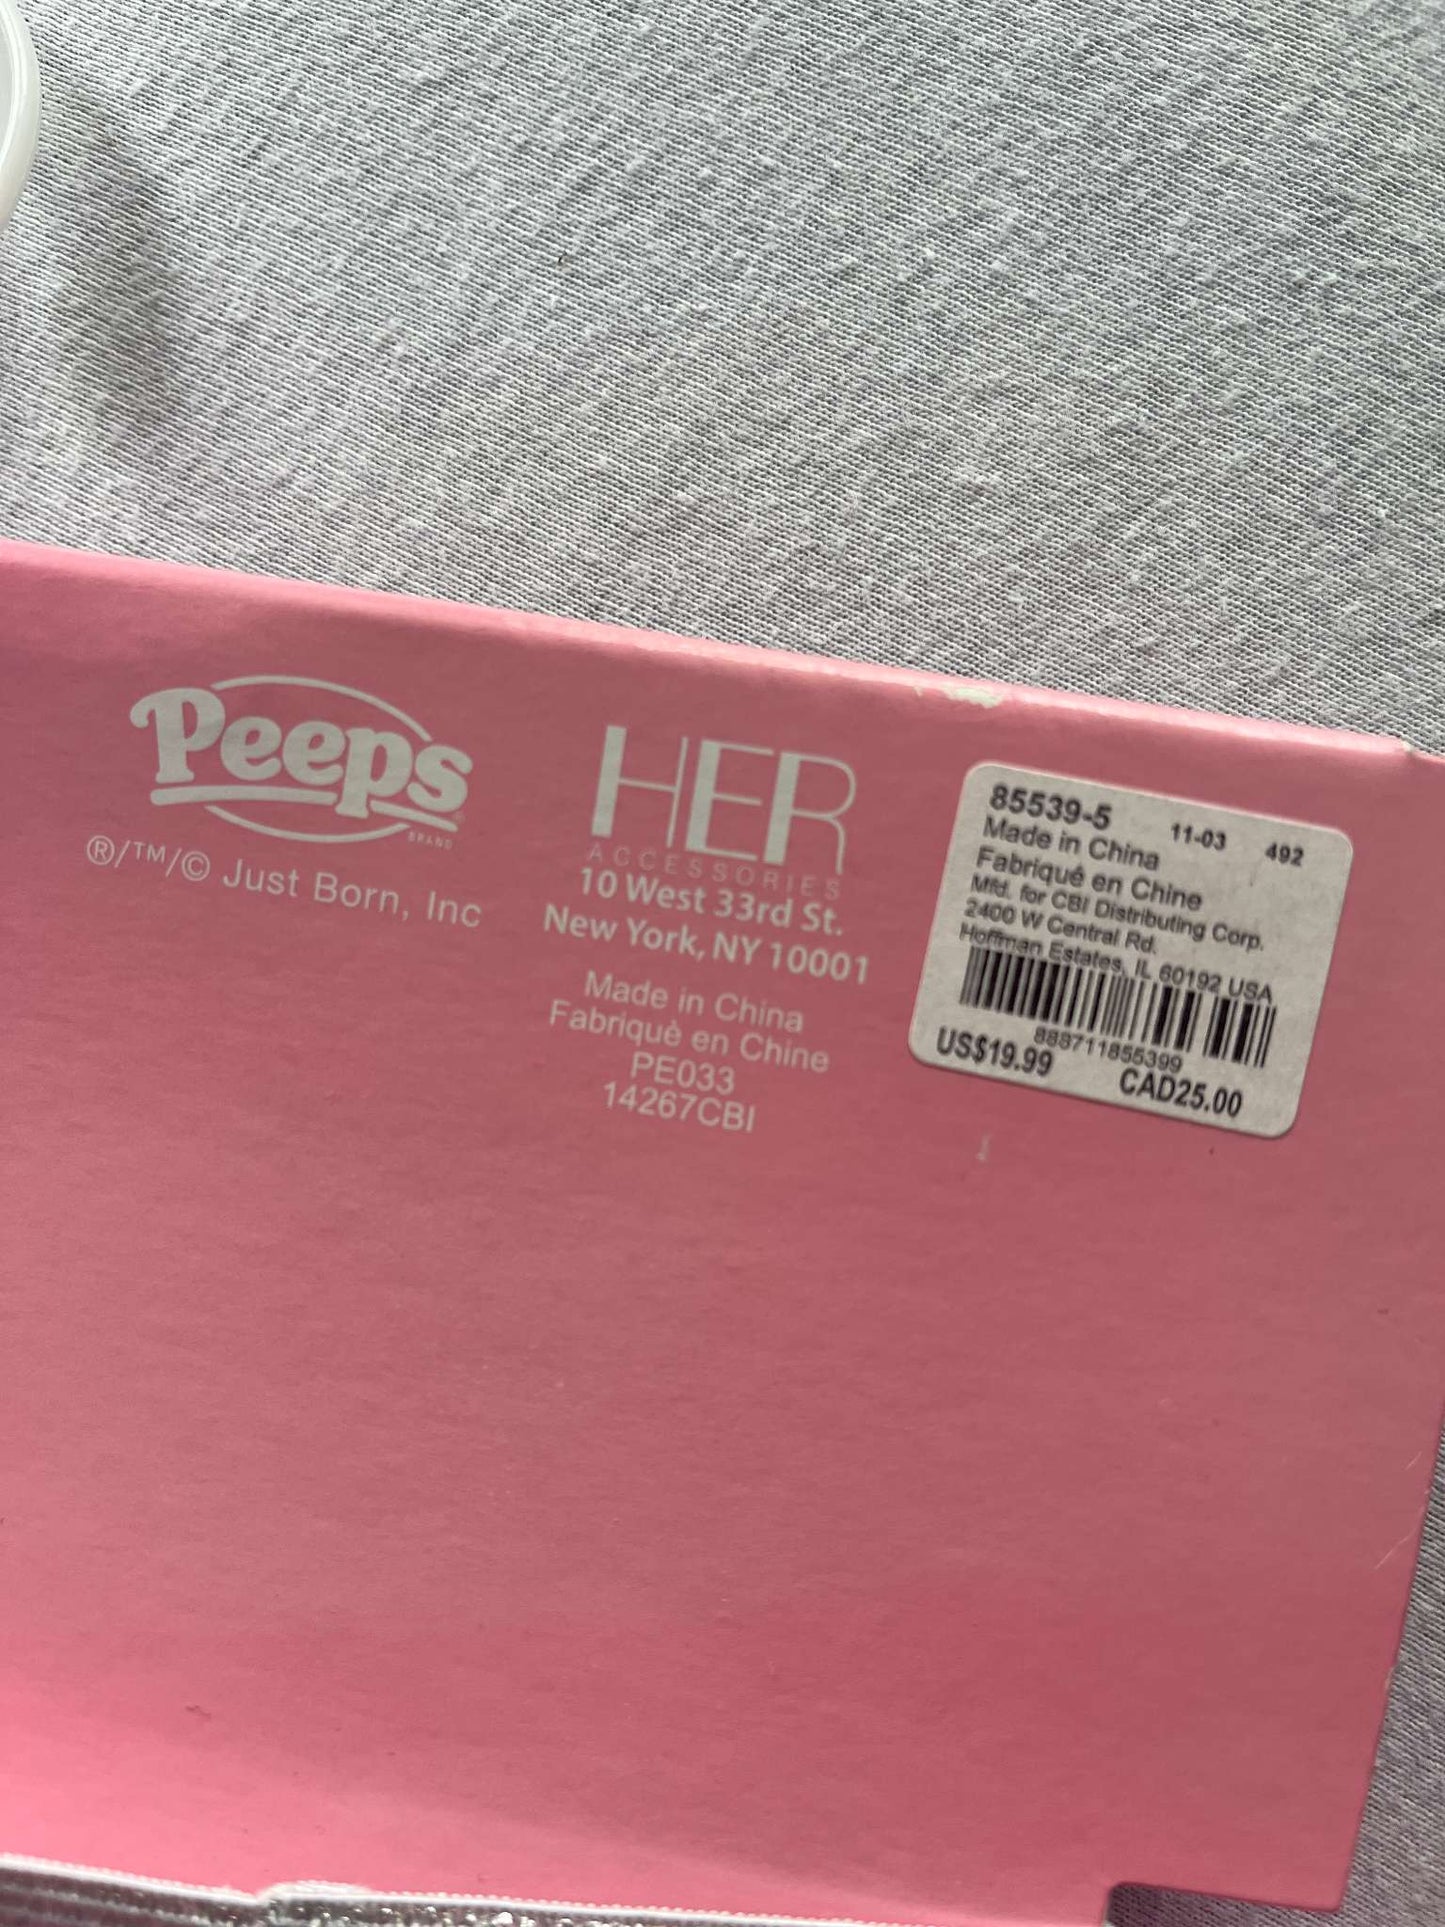 Peeps
BRAND
®/™/© Just Born, Inc
HER
ACCESSORIES
10 West 33rd St.
New York, NY 10001
Made in China
Fabriquè en Chine
PE033
14267CBI
85539-5 11-03 492
Made in China
Fabriqué en Chine
Mfd. for CBI Distributing Corp.
2400 W Central Rd.
Hoffman Estates, IL 60192 USA
888711855399
US$19.99 CAD25.00